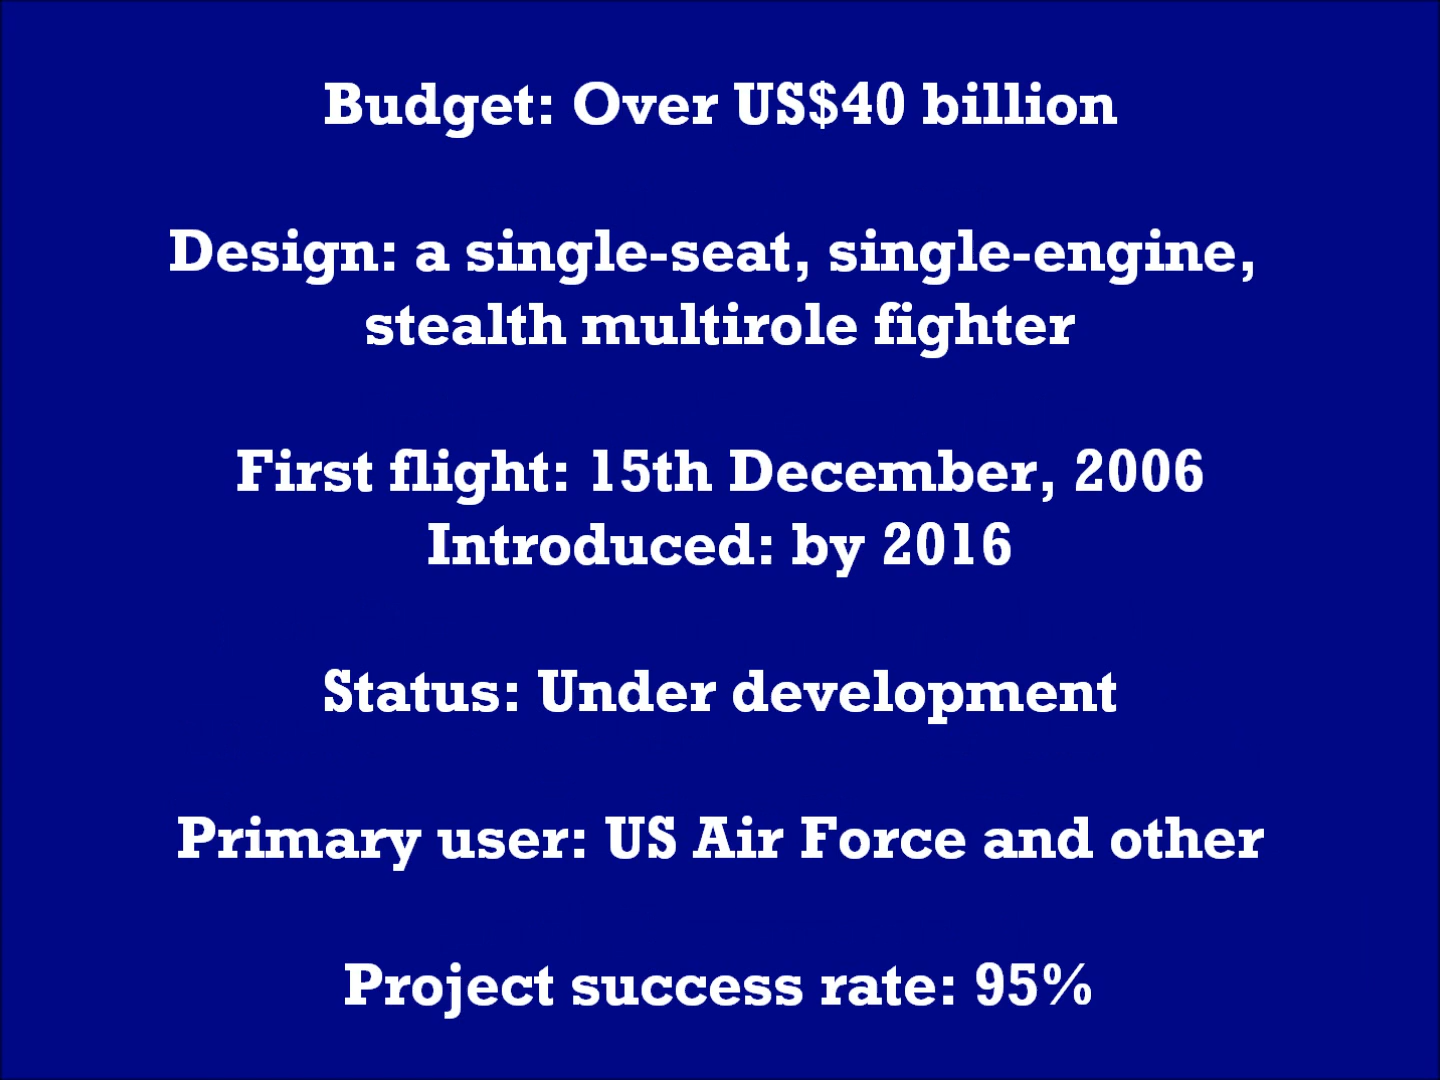 Budget: Over US$40 billion
Design: a single-seat, single-engine,
stealth multirole fighter
First flight: 15th December, 2006
Introduced: by 2016
Status: Under development
Primary user: US Air Force and other
Project success rate: 95%